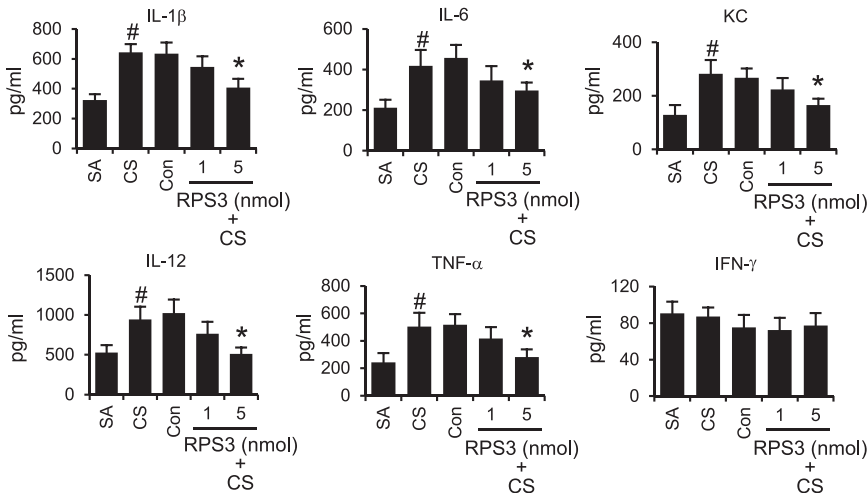 IL-1β
pg/ml
800
600
400
200
0
#
*
SA
CS
Con
1
5
RPS3 (nmol)
+
CS
IL-6
pg/ml
600
400
200
0
#
*
SA
CS
Con
1
5
RPS3 (nmol)
+
CS
KC
pg/ml
400
200
0
#
*
SA
CS
Con
1
5
RPS3 (nmol)
+
CS
IL-12
pg/ml
1500
1000
500
0
#
*
SA
CS
Con
1
5
RPS3 (nmol)
+
CS
TNF-α
pg/ml
800
600
400
200
0
#
*
SA
CS
Con
1
5
RPS3 (nmol)
+
CS
IFN-γ
pg/ml
120
80
40
0
SA
CS
Con
1
5
RPS3 (nmol)
+
CS